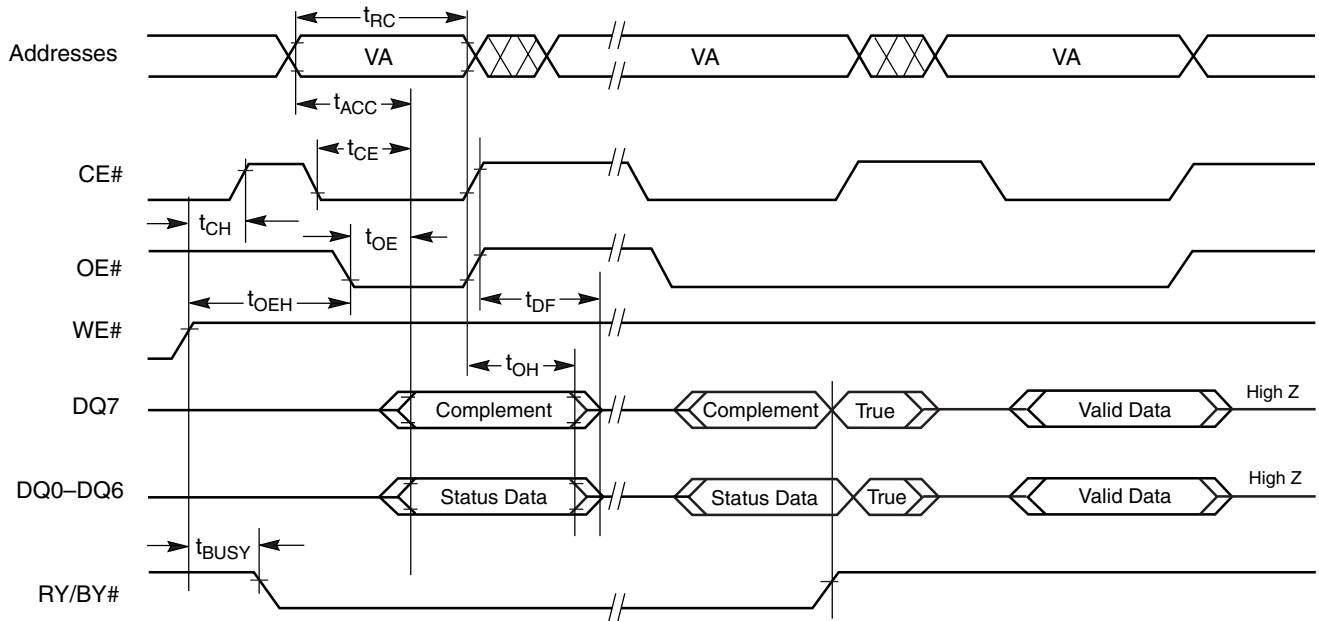 tRC
Addresses VA VA VA
tACC
tCE
CE#
tCH
tOE
OE#
tOEH
tDF
WE#
tOH
DQ7 Complement Complement True Valid Data High Z
DQ0–DQ6 Status Data Status Data True Valid Data High Z
tBUSY
RY/BY#